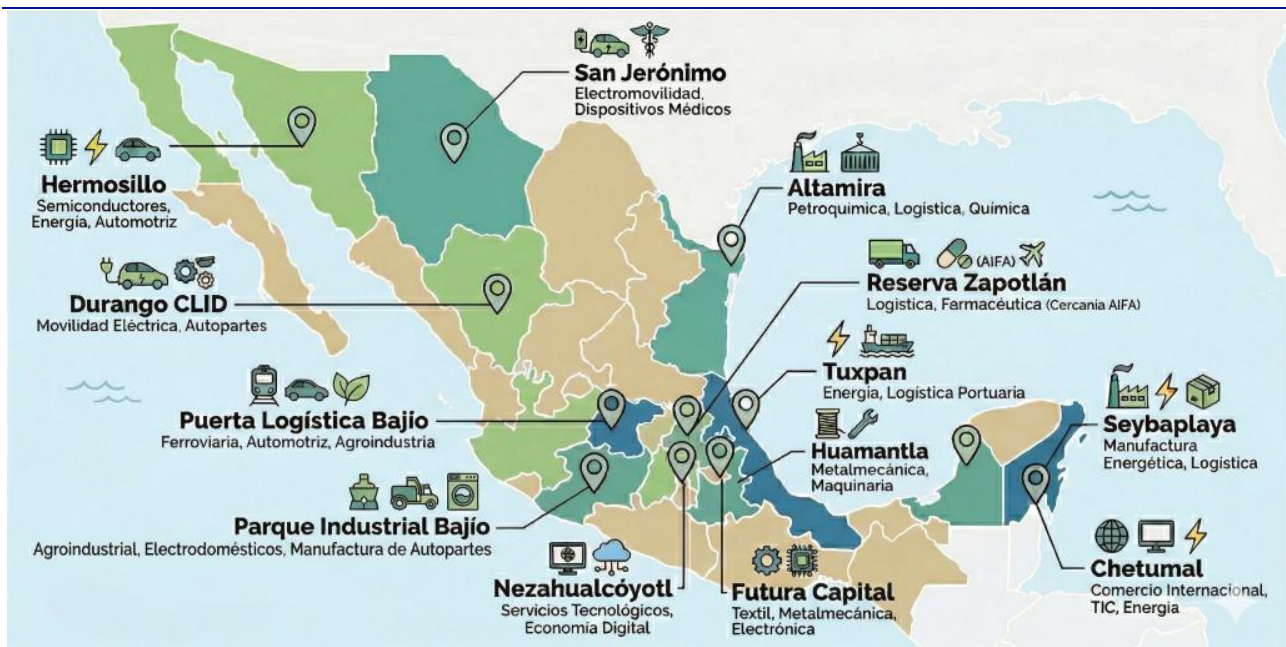 San Jerónimo
Electromovilidad,
Dispositivos Médicos
Hermosillo
Semiconductores,
Energía, Automotriz
Altamira
Petroquímica, Logística, Química
(AIFA)
Reserva Zapotlán
Logística, Farmacéutica (Cercanía AIFA)
Durango CLID
Movilidad Eléctrica, Autopartes
Tuxpan
Energia, Logística Portuaria
Puerta Logística Bajío
Ferroviaria, Automotriz, Agroindustria
Seybaplaya
Manufactura
Energética, Logística
Huamantla
Metalmecánica,
Maquinaria
Parque Industrial Bajío
Agroindustrial, Electrodomésticos, Manufactura de Autopartes
Nezahualcóyotl
Servicios Tecnológicos,
Economía Digital
Futura Capital
Textil, Metalmecánica,
Electrónica
Chetumal
Comercio Internacional,
TIC, Energia